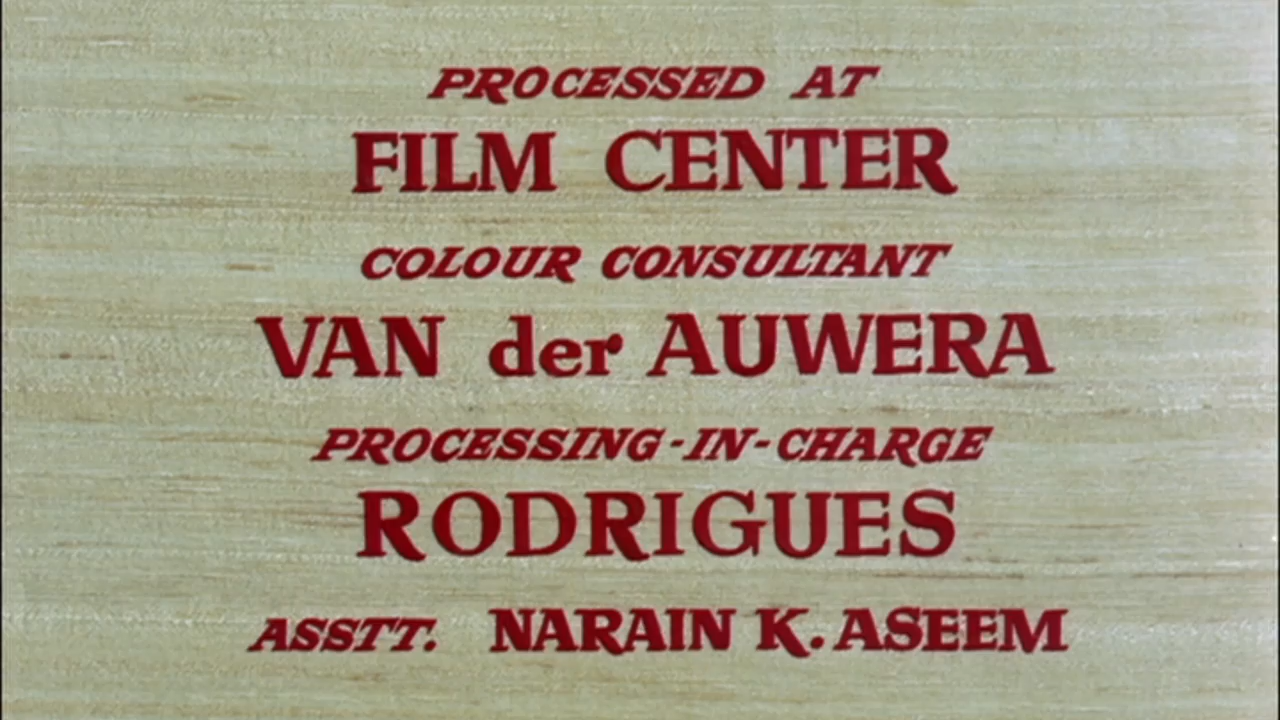 PROCESSED AT
FILM CENTER
COLOUR CONSULTANT
VAN der AUWERA
PROCESSING-IN-CHARGE
RODRIGUES
ASSTT. NARAIN K. ASEEM